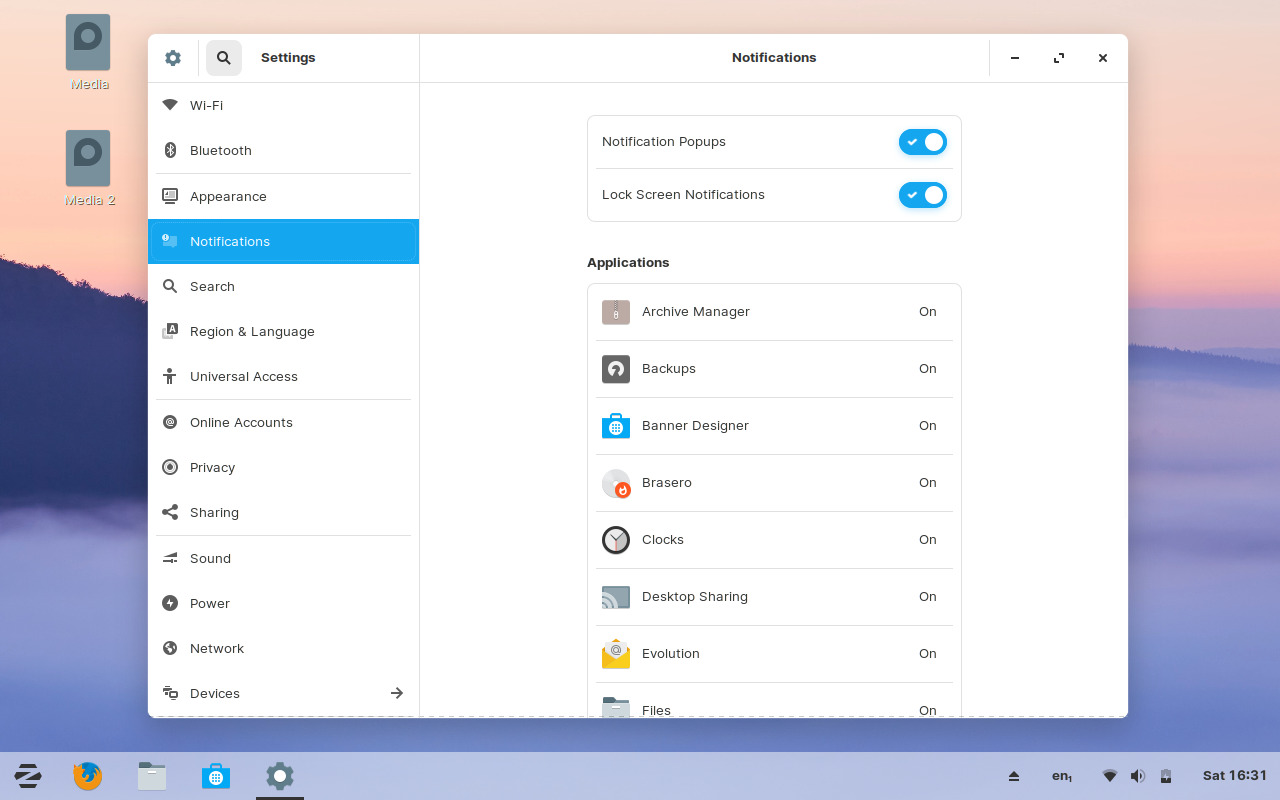 Media
Media 2
Settings
Notifications
Wi-Fi
Bluetooth
Appearance
Notifications
Search
Region & Language
Universal Access
Online Accounts
Privacy
Sharing
Sound
Power
Network
Devices
Notification Popups
Lock Screen Notifications
Applications
Archive Manager On
Backups On
Banner Designer On
Brasero On
Clocks On
Desktop Sharing On
Evolution On
Files On
en₁
Sat 16:31